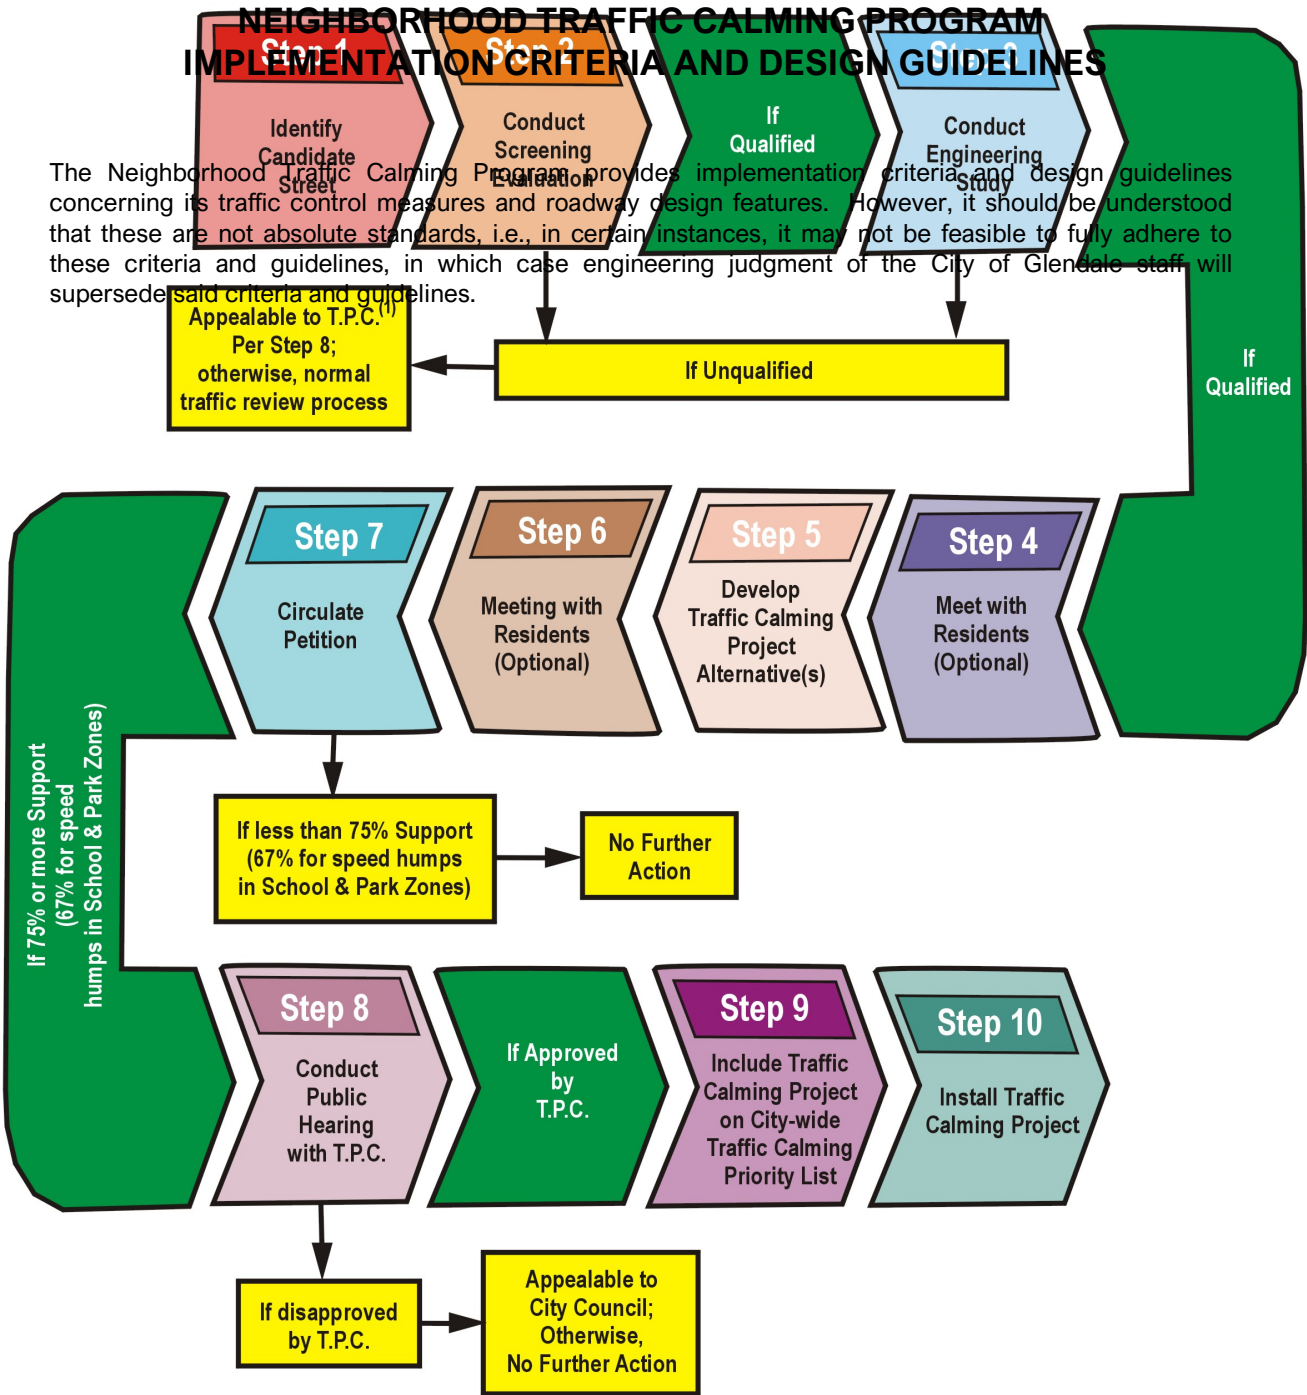 NEIGHBORHOOD TRAFFIC CALMING PROGRAM
IMPLEMENTATION CRITERIA AND DESIGN GUIDELINES
Step 1
Identify
Candidate
Street
Step 2
Conduct
Screening
Evaluation
If
Qualified
Step 3
Conduct
Engineering
Study
The Neighborhood Traffic Calming Program provides implementation criteria and design guidelines
concerning its traffic control measures and roadway design features. However, it should be understood
that these are not absolute standards, i.e., in certain instances, it may not be feasible to fully adhere to
these criteria and guidelines, in which case engineering judgment of the City of Glendale staff will
supersede said criteria and guidelines.
Appealable to T.P.C.(1)
Per Step 8;
otherwise, normal
traffic review process
If Unqualified
If
Qualified
Step 4
Meet with
Residents
(Optional)
Step 5
Develop
Traffic Calming
Project
Alternative(s)
Step 6
Meeting with
Residents
(Optional)
Step 7
Circulate
Petition
If less than 75% Support
(67% for speed humps
in School & Park Zones)
No Further
Action
If 75% or more Support
(67% for speed
humps in School & Park Zones)
Step 8
Conduct
Public
Hearing
with T.P.C.
If Approved
by
T.P.C.
Step 9
Include Traffic
Calming Project
on City-wide
Traffic Calming
Priority List
Step 10
Install Traffic
Calming Project
If disapproved
by T.P.C.
Appealable to
City Council;
Otherwise,
No Further Action